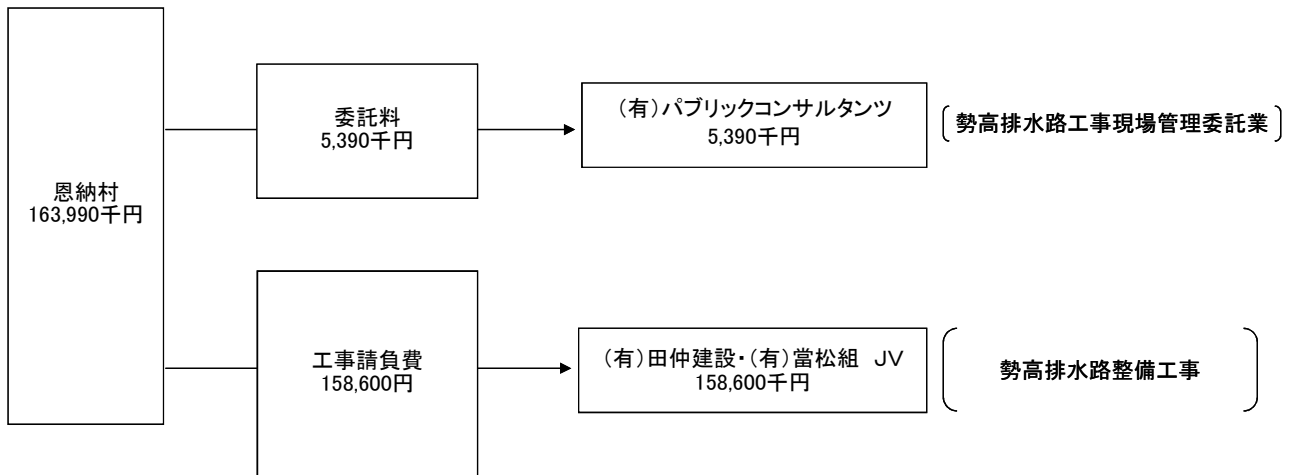 恩納村
163,990千円
委託料
5,390千円
(有)パブリックコンサルタンツ
5,390千円
勢高排水路工事現場管理委託業
工事請負費
158,600円
(有)田仲建設・(有)當松組 JV
158,600千円
勢高排水路整備工事